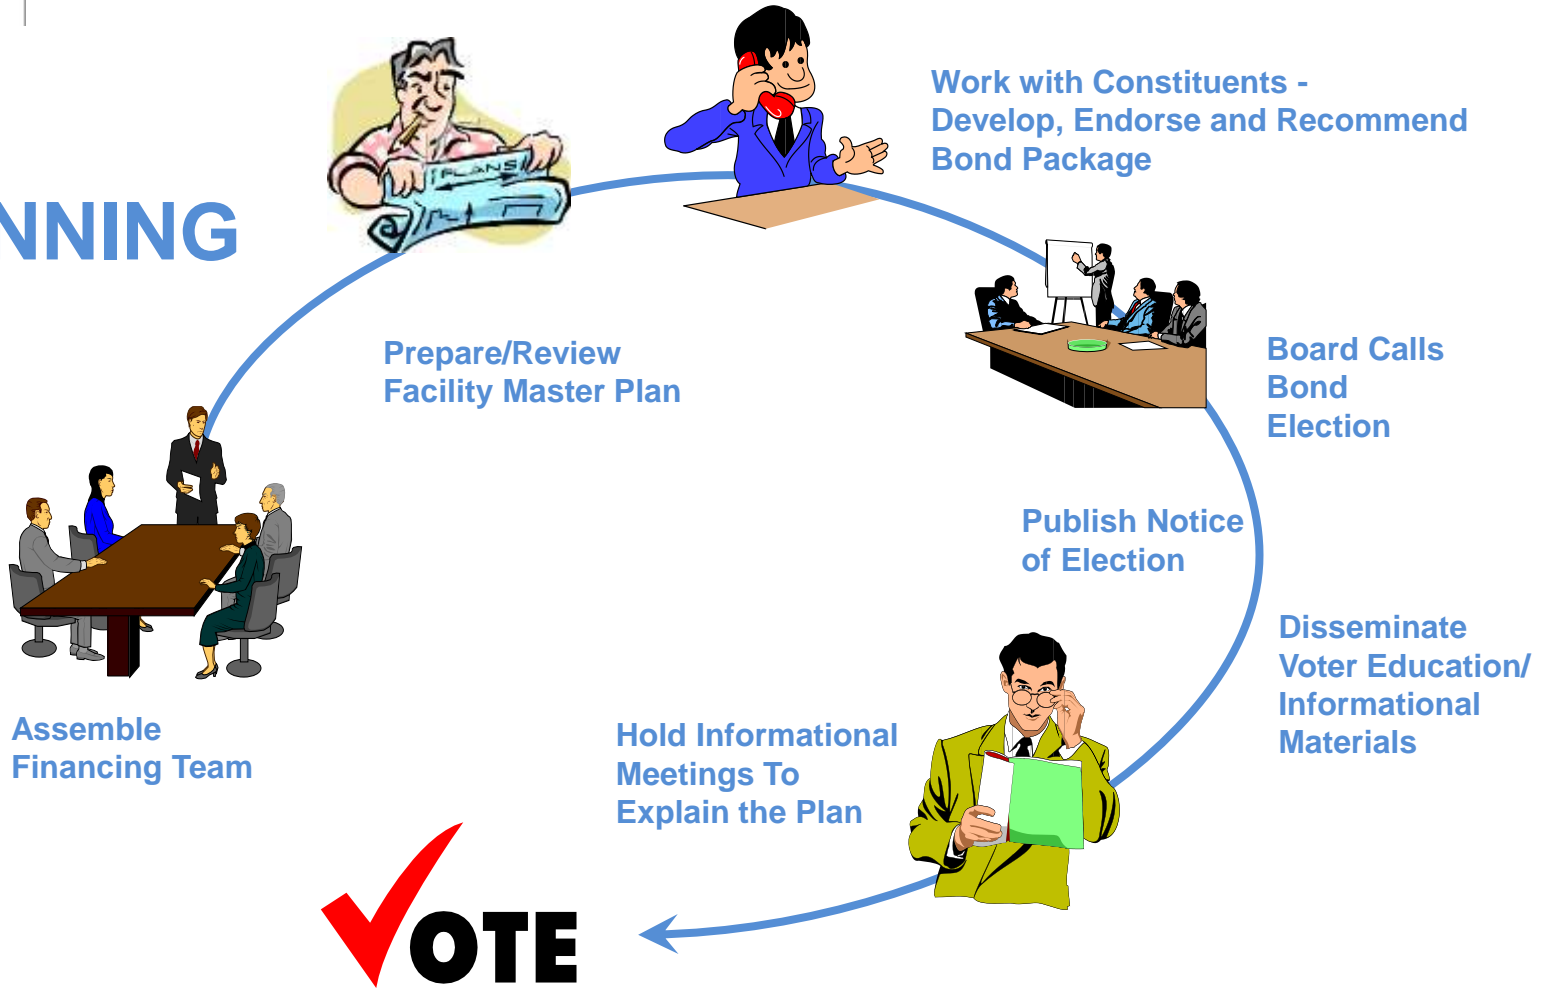 NNING
PLANS
Work with Constituents -
Develop, Endorse and Recommend
Bond Package
Prepare/Review
Facility Master Plan
Board Calls
Bond
Election
Publish Notice
of Election
Disseminate
Voter Education/
Informational
Materials
Assemble
Financing Team
Hold Informational
Meetings To
Explain the Plan
VOTE